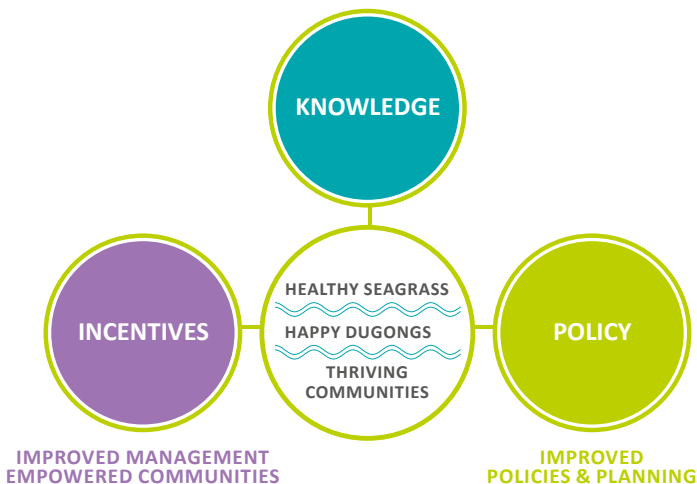 KNOWLEDGE
HEALTHY SEAGRASS
HAPPY DUGONGS
THRIVING
COMMUNITIES
INCENTIVES
POLICY
IMPROVED MANAGEMENT
EMPOWERED COMMUNITIES
IMPROVED
POLICIES & PLANNING